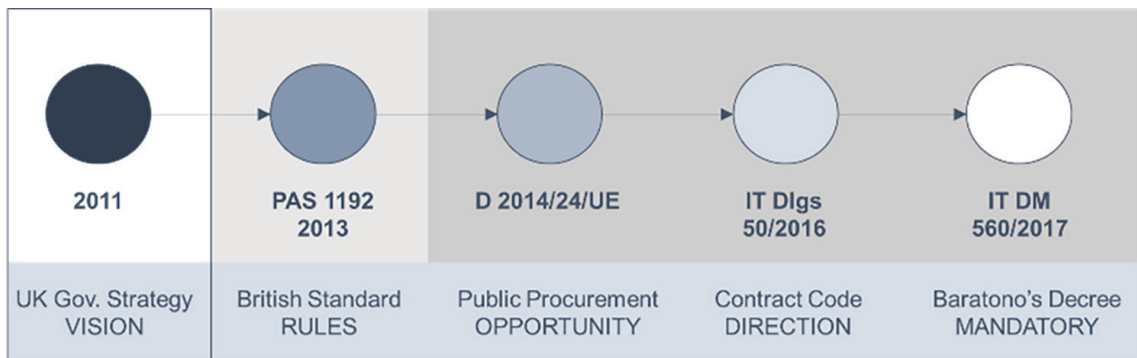 2011
PAS 1192
2013
D 2014/24/UE
IT Dlgs
50/2016
IT DM
560/2017
UK Gov. Strategy
VISION
British Standard
RULES
Public Procurement
OPPORTUNITY
Contract Code
DIRECTION
Baratono's Decree
MANDATORY